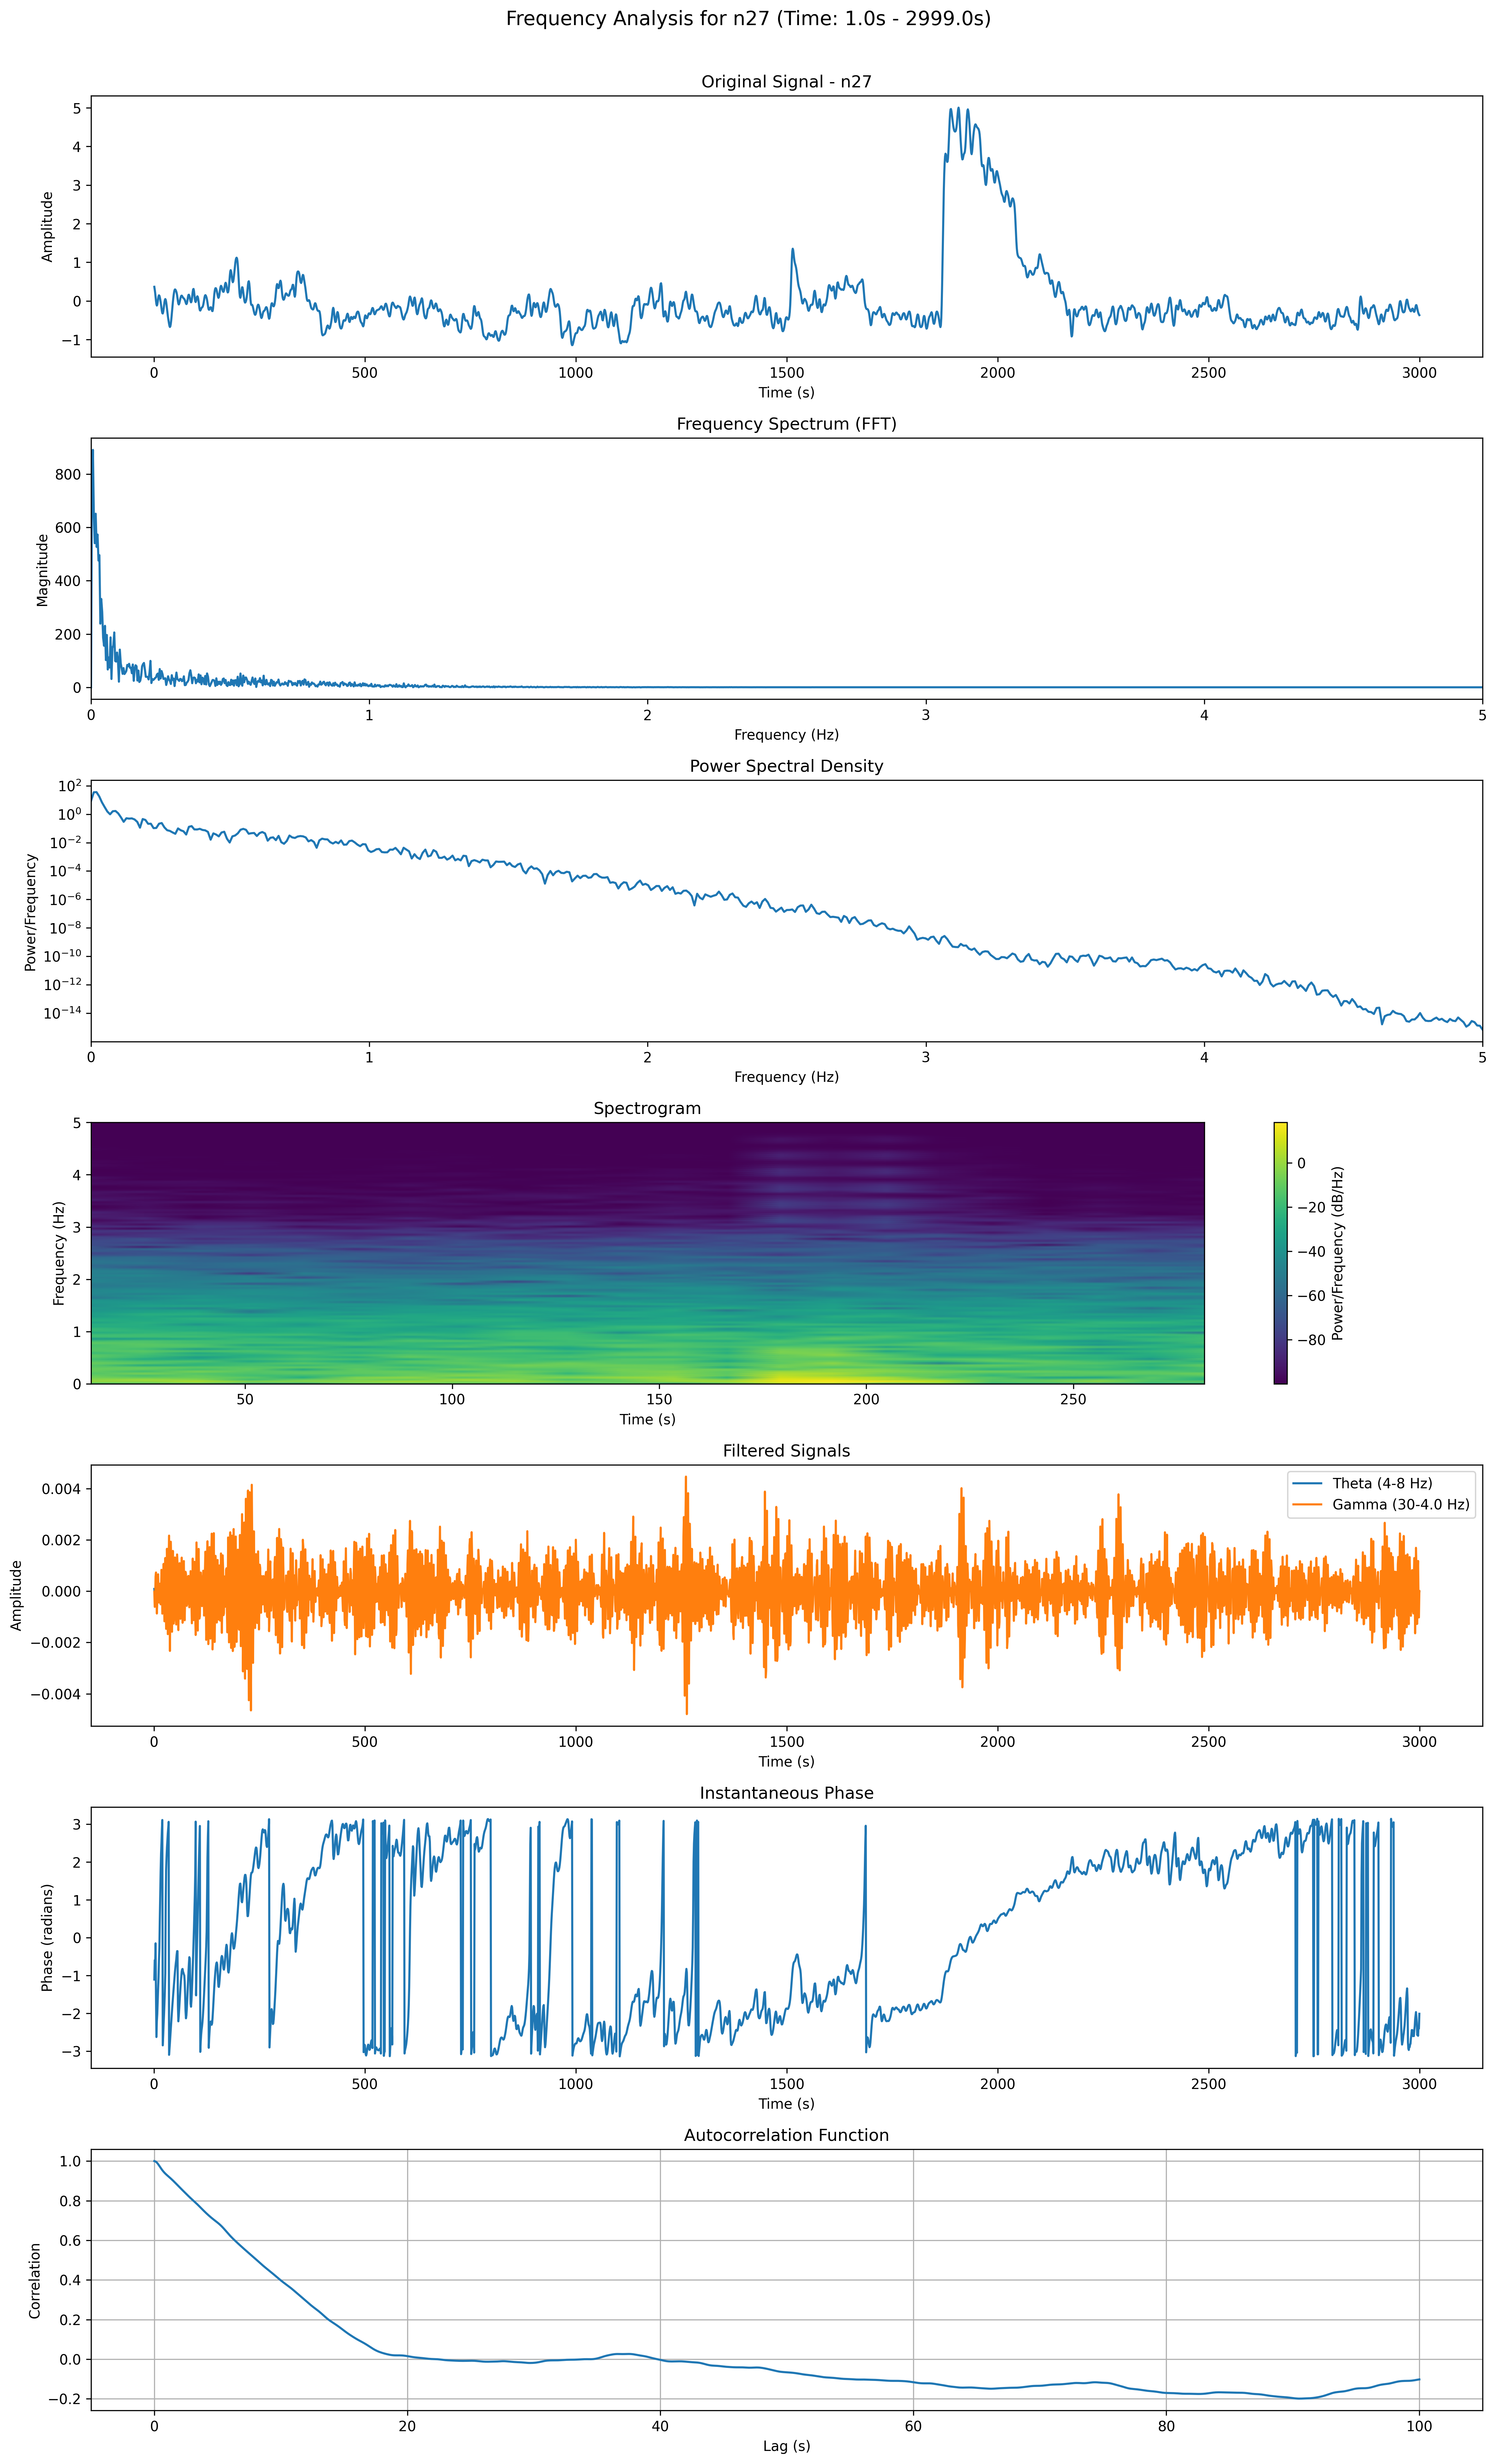 Frequency Analysis for n27 (Time: 1.0s - 2999.0s)
Original Signal - n27
Amplitude
5
4
3
2
1
0
−1
0 500 1000 1500 2000 2500 3000
Time (s)
Frequency Spectrum (FFT)
Magnitude
800
600
400
200
0
0 1 2 3 4 5
Frequency (Hz)
Power Spectral Density
Power/Frequency
10²
10⁰
10⁻²
10⁻⁴
10⁻⁶
10⁻⁸
10⁻¹⁰
10⁻¹²
10⁻¹⁴
0 1 2 3 4 5
Frequency (Hz)
Spectrogram
Frequency (Hz)
5
4
3
2
1
0
50 100 150 200 250
Time (s)
0
−20
−40
−60
−80
Power/Frequency (dB/Hz)
Filtered Signals
Amplitude
0.004
0.002
0.000
−0.002
−0.004
Theta (4-8 Hz)
Gamma (30-4.0 Hz)
0 500 1000 1500 2000 2500 3000
Time (s)
Instantaneous Phase
Phase (radians)
3
2
1
0
−1
−2
−3
0 500 1000 1500 2000 2500 3000
Time (s)
Autocorrelation Function
Correlation
1.0
0.8
0.6
0.4
0.2
0.0
−0.2
0 20 40 60 80 100
Lag (s)